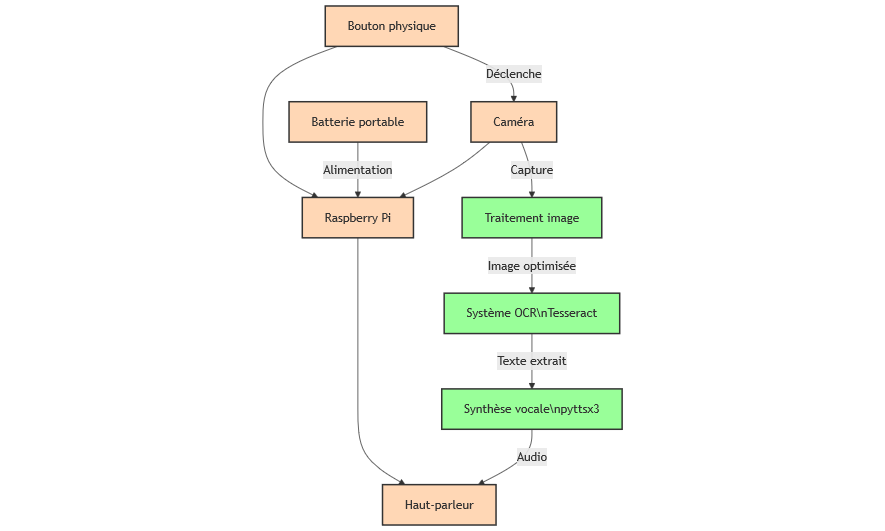 Bouton physique
Déclenche
Batterie portable
Caméra
Alimentation
Capture
Raspberry Pi
Traitement image
Image optimisée
Système OCR\nTesseract
Texte extrait
Synthèse vocale\npyttsx3
Audio
Haut-parleur